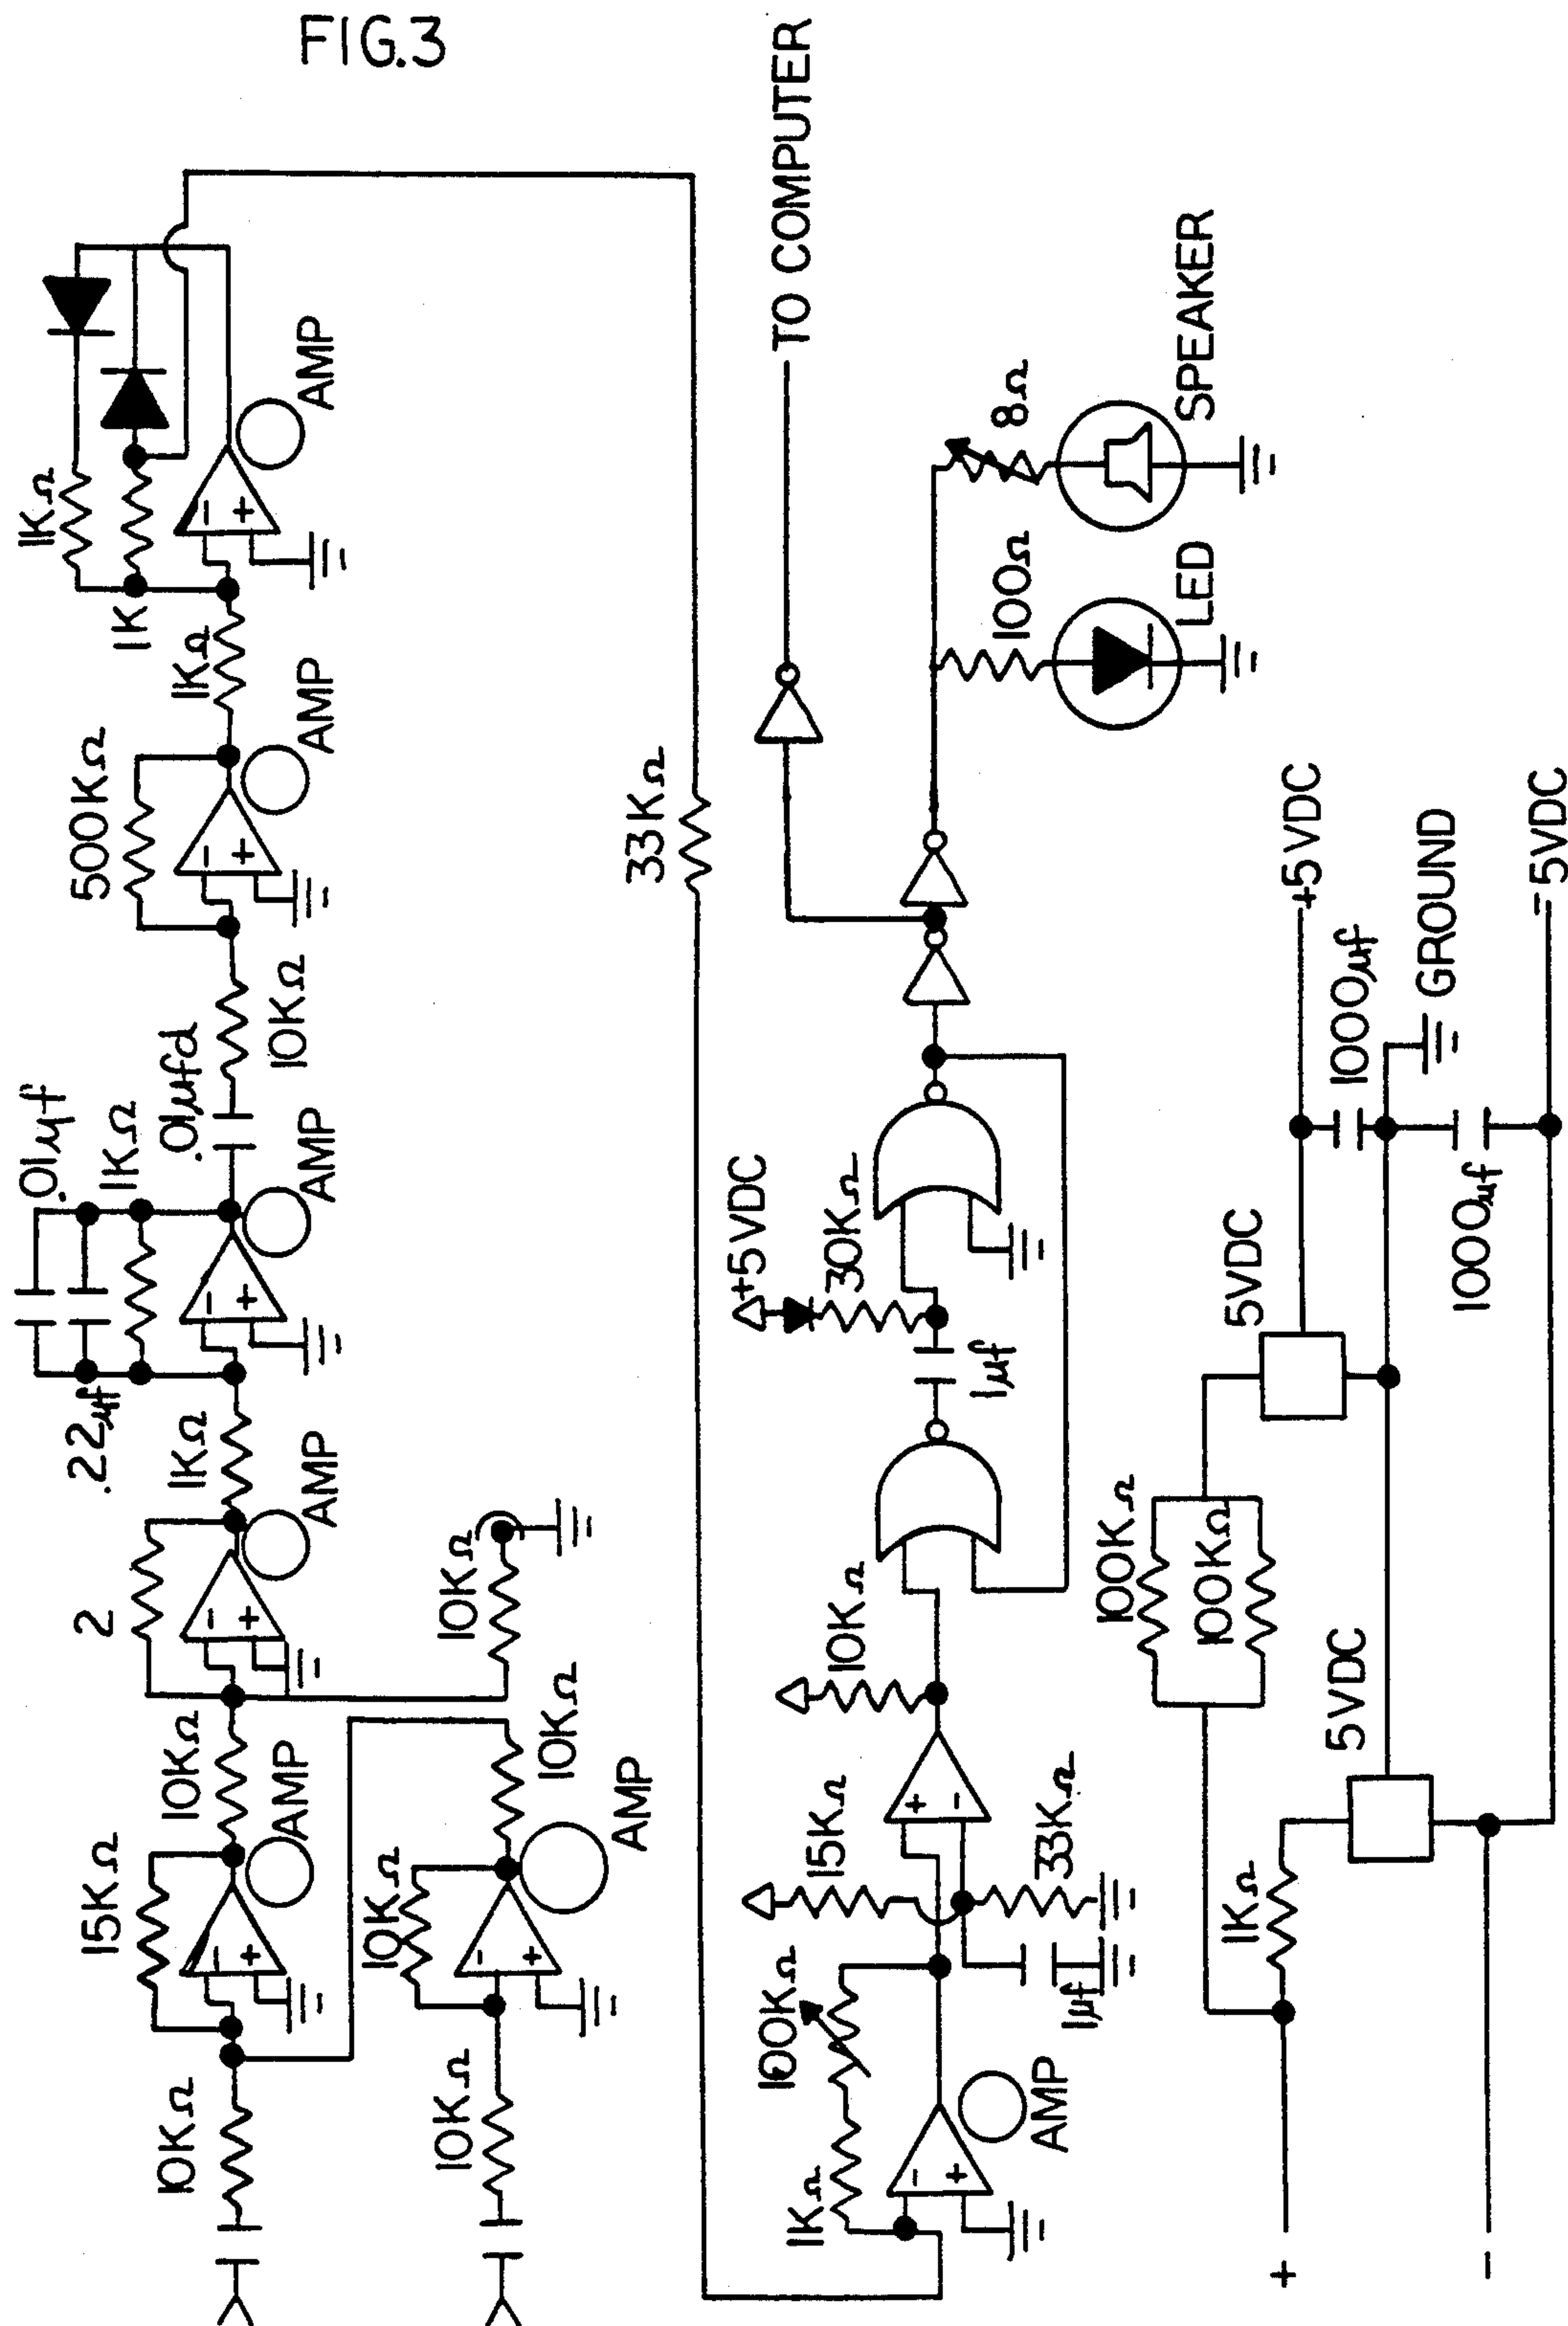 FIG.3
10KΩ
15KΩ
AMP
10KΩ
10KΩ
10KΩ
AMP
10KΩ
2
AMP
10KΩ
1KΩ
.22µf
.01µf
1KΩ
AMP
.01µfd
10KΩ
500KΩ
AMP
1KΩ
1K
1KΩ
AMP
33KΩ
1KΩ
100KΩ
AMP
1µf
15KΩ
33KΩ
10KΩ
1µf
+5VDC
30KΩ
TO COMPUTER
100Ω
LED
8Ω
SPEAKER
+
-
1KΩ
5VDC
100KΩ
100KΩ
5VDC
1000µf
1000µf
+5VDC
GROUND
-5VDC
- +
- +
- +
- +
- +
- +
- +
+ -